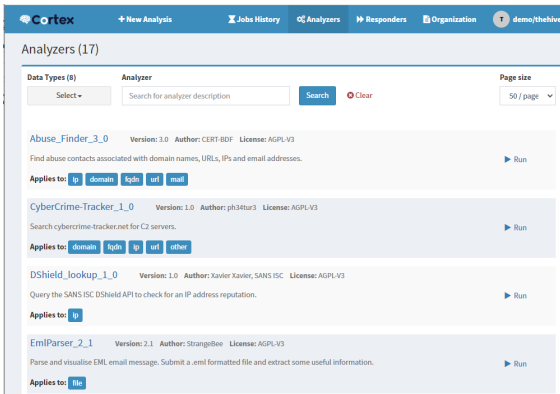 Cortex + New Analysis Jobs History Analyzers Responders Organization T demo/thehive
Analyzers (17)
Data Types (8) Analyzer Page size
Select Search for analyzer description Search Clear 50 / page
Abuse_Finder_3_0 Version: 3.0 Author: CERT-BDF License: AGPL-V3
Find abuse contacts associated with domain names, URLs, IPs and email addresses. Run
Applies to: ip domain fqdn url mail
CyberCrime-Tracker_1_0 Version: 1.0 Author: ph34tur3 License: AGPL-V3
Search cybercrime-tracker.net for C2 servers. Run
Applies to: domain fqdn ip url other
DShield_lookup_1_0 Version: 1.0 Author: Xavier Xavier, SANS ISC License: AGPL-V3
Query the SANS ISC DShield API to check for an IP address reputation. Run
Applies to: ip
EmlParser_2_1 Version: 2.1 Author: StrangeBee License: AGPL-V3
Parse and visualise EML email message. Submit a .eml formatted file and extract some useful information. Run
Applies to: file